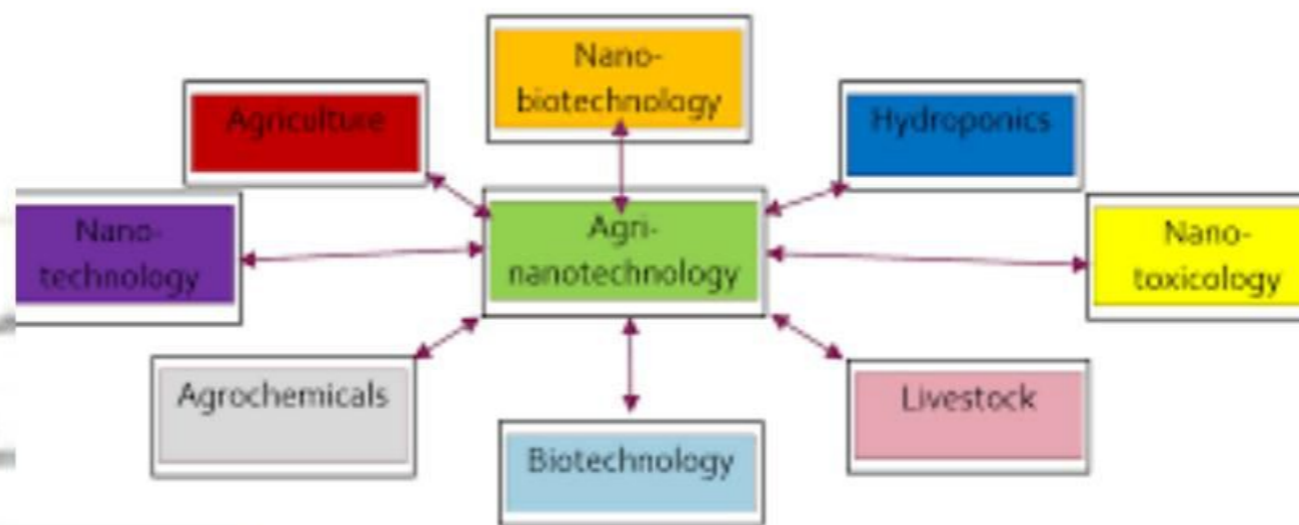 Nano-
biotechnology
Agriculture
Hydroponics
Nano-
technology
Agri-
nanotechnology
Nano-
toxicology
Agrochemicals
Livestock
Biotechnology